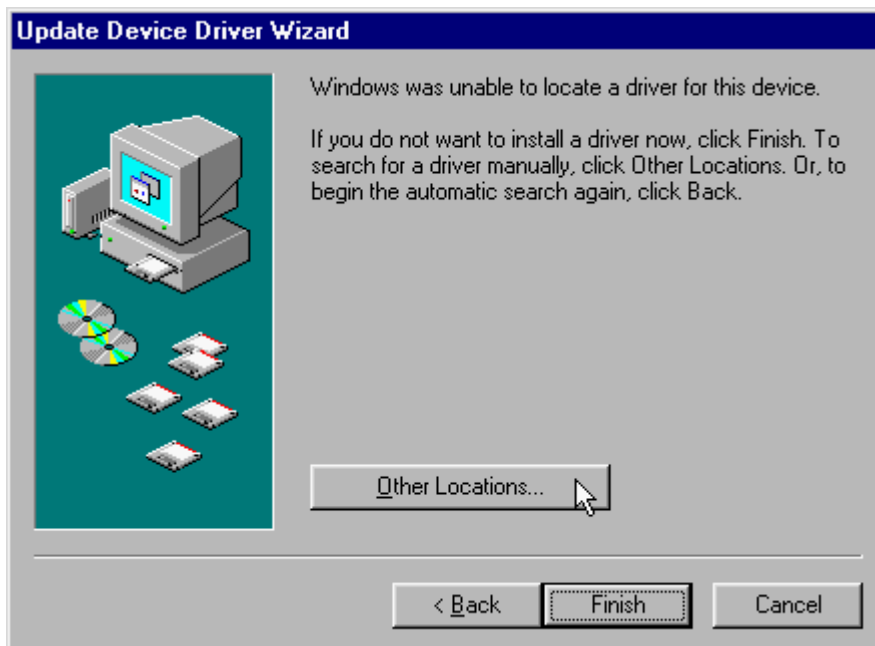 Update Device Driver Wizard
Windows was unable to locate a driver for this device.
If you do not want to install a driver now, click Finish. To
search for a driver manually, click Other Locations. Or, to
begin the automatic search again, click Back.
Other Locations...
< Back
Finish
Cancel